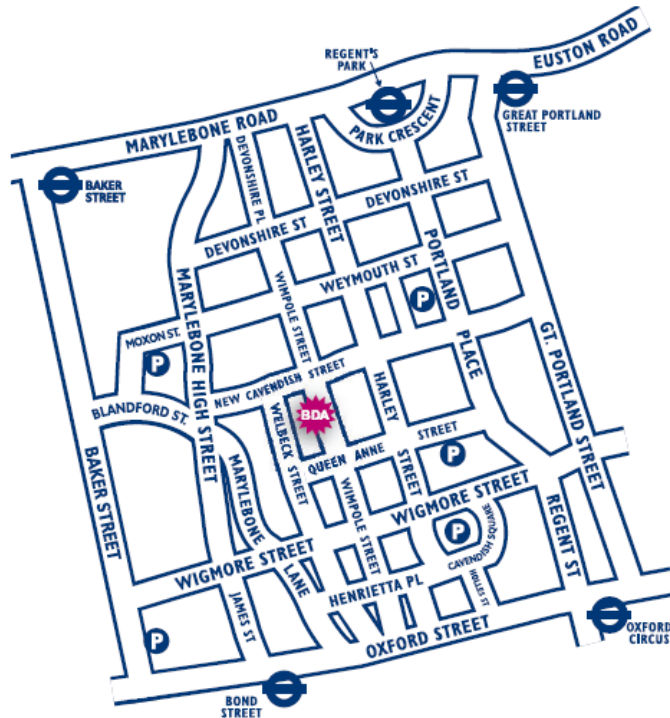 EUSTON ROAD
REGENT'S
PARK
GREAT PORTLAND
STREET
MARYLEBONE ROAD
PARK CRESCENT
BAKER
STREET
DEVONSHIRE PL
HARLEY STREET
DEVONSHIRE ST
DEVONSHIRE ST
WEYMOUTH ST
PORTLAND
PLACE
P
MARYLEBONE HIGH STREET
WIMPOLE STREET
MOXON ST.
P
NEW CAVENDISH STREET
GT. PORTLAND STREET
BLANDFORD ST.
BDA
HARLEY
STREET
WELBECK STREET
QUEEN ANNE
STREET
P
BAKER STREET
MARYLEBONE
LANE
WIMPOLE STREET
WIGMORE STREET
WIGMORE STREET
P
CAVENDISH SQUARE
REGENT ST
HENRIETTA PL
HOLLES ST
JAMES ST
P
OXFORD STREET
OXFORD
CIRCUS
BOND
STREET